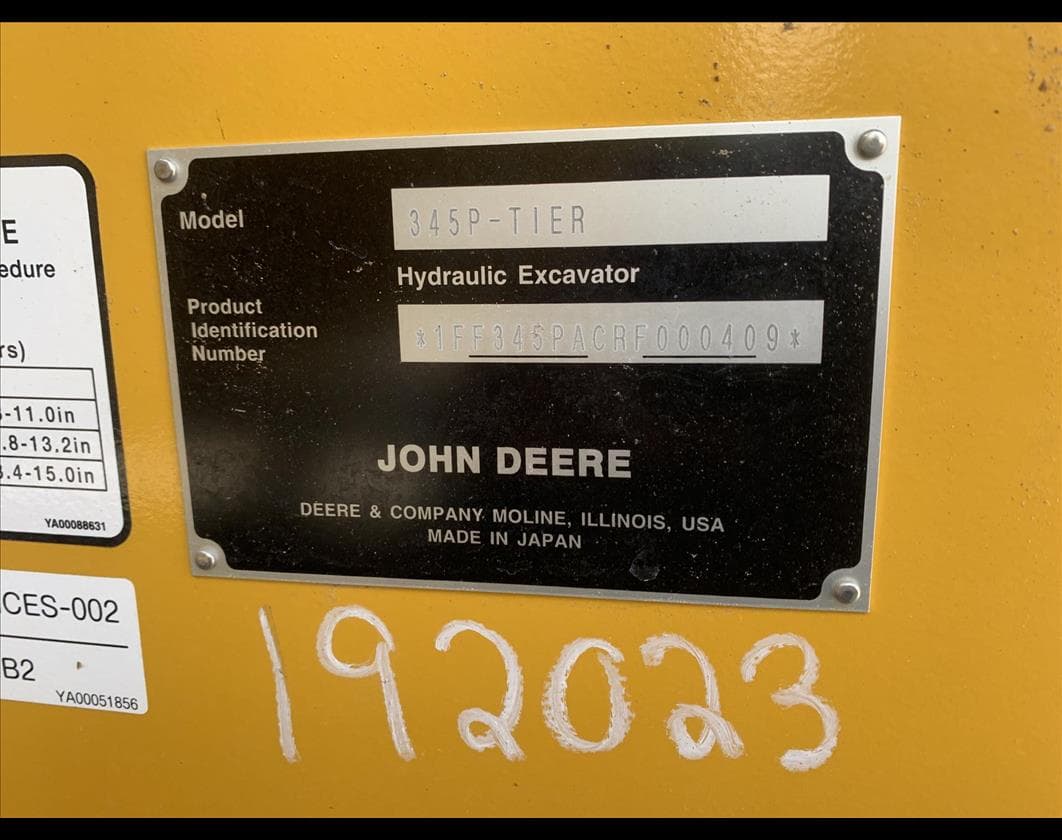 E
edure
rs)
-11.0in
.8-13.2in
.4-15.0in
YA00088631
CES-002
B2
YA00051856
Model
345P-TIER
Hydraulic Excavator
Product
Identification
Number
*1FF345PACRF000409*
JOHN DEERE
DEERE & COMPANY MOLINE, ILLINOIS, USA
MADE IN JAPAN
192023